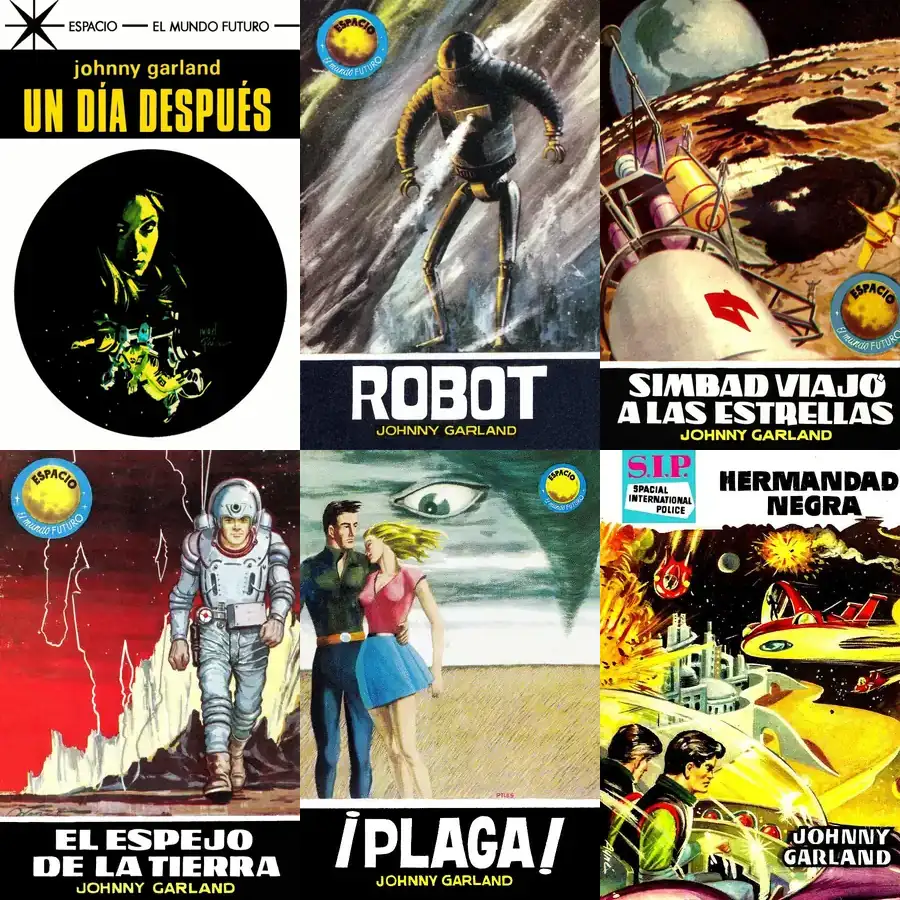 ESPACIO — EL MUNDO FUTURO
johnny garland
UN DÍA DESPUÉS
ESPACIO
El mundo FUTURO
ROBOT
JOHNNY GARLAND
ESPACIO
El mundo FUTURO
SIMBAD VIAJÓ
A LAS ESTRELLAS
JOHNNY GARLAND
ESPACIO
El mundo FUTURO
EL ESPEJO
DE LA TIERRA
JOHNNY GARLAND
ESPACIO
El mundo FUTURO
¡PLAGA!
JOHNNY GARLAND
S.I.P.
SPACIAL
INTERNATIONAL
POLICE
HERMANDAD
NEGRA
JOHNNY
GARLAND